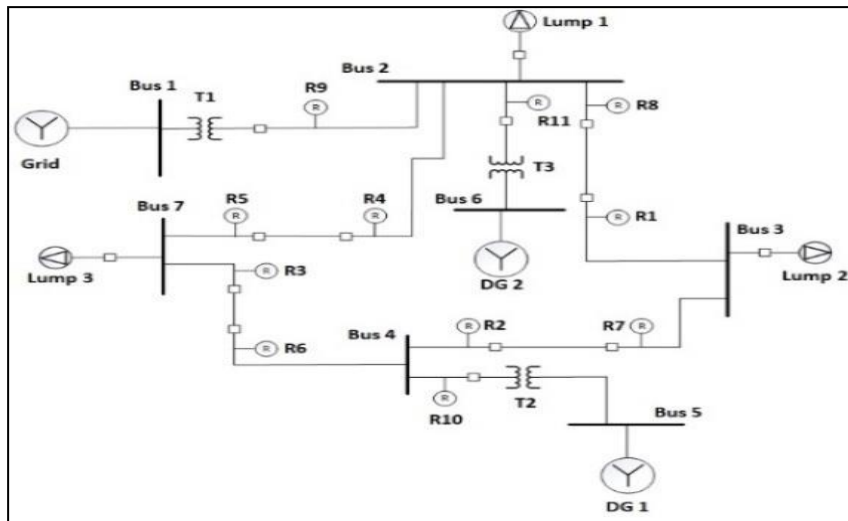 Lump 1
Bus 2
Bus 1
T1
R9
R
R
R8
R
R11
Grid
T3
Bus 7
R5
R4
Bus 6
R
R
R
R1
Bus 3
Lump 3
R
R3
DG 2
Lump 2
Bus 4
R2
R7
R
R
R
R6
R
R10
T2
Bus 5
DG 1